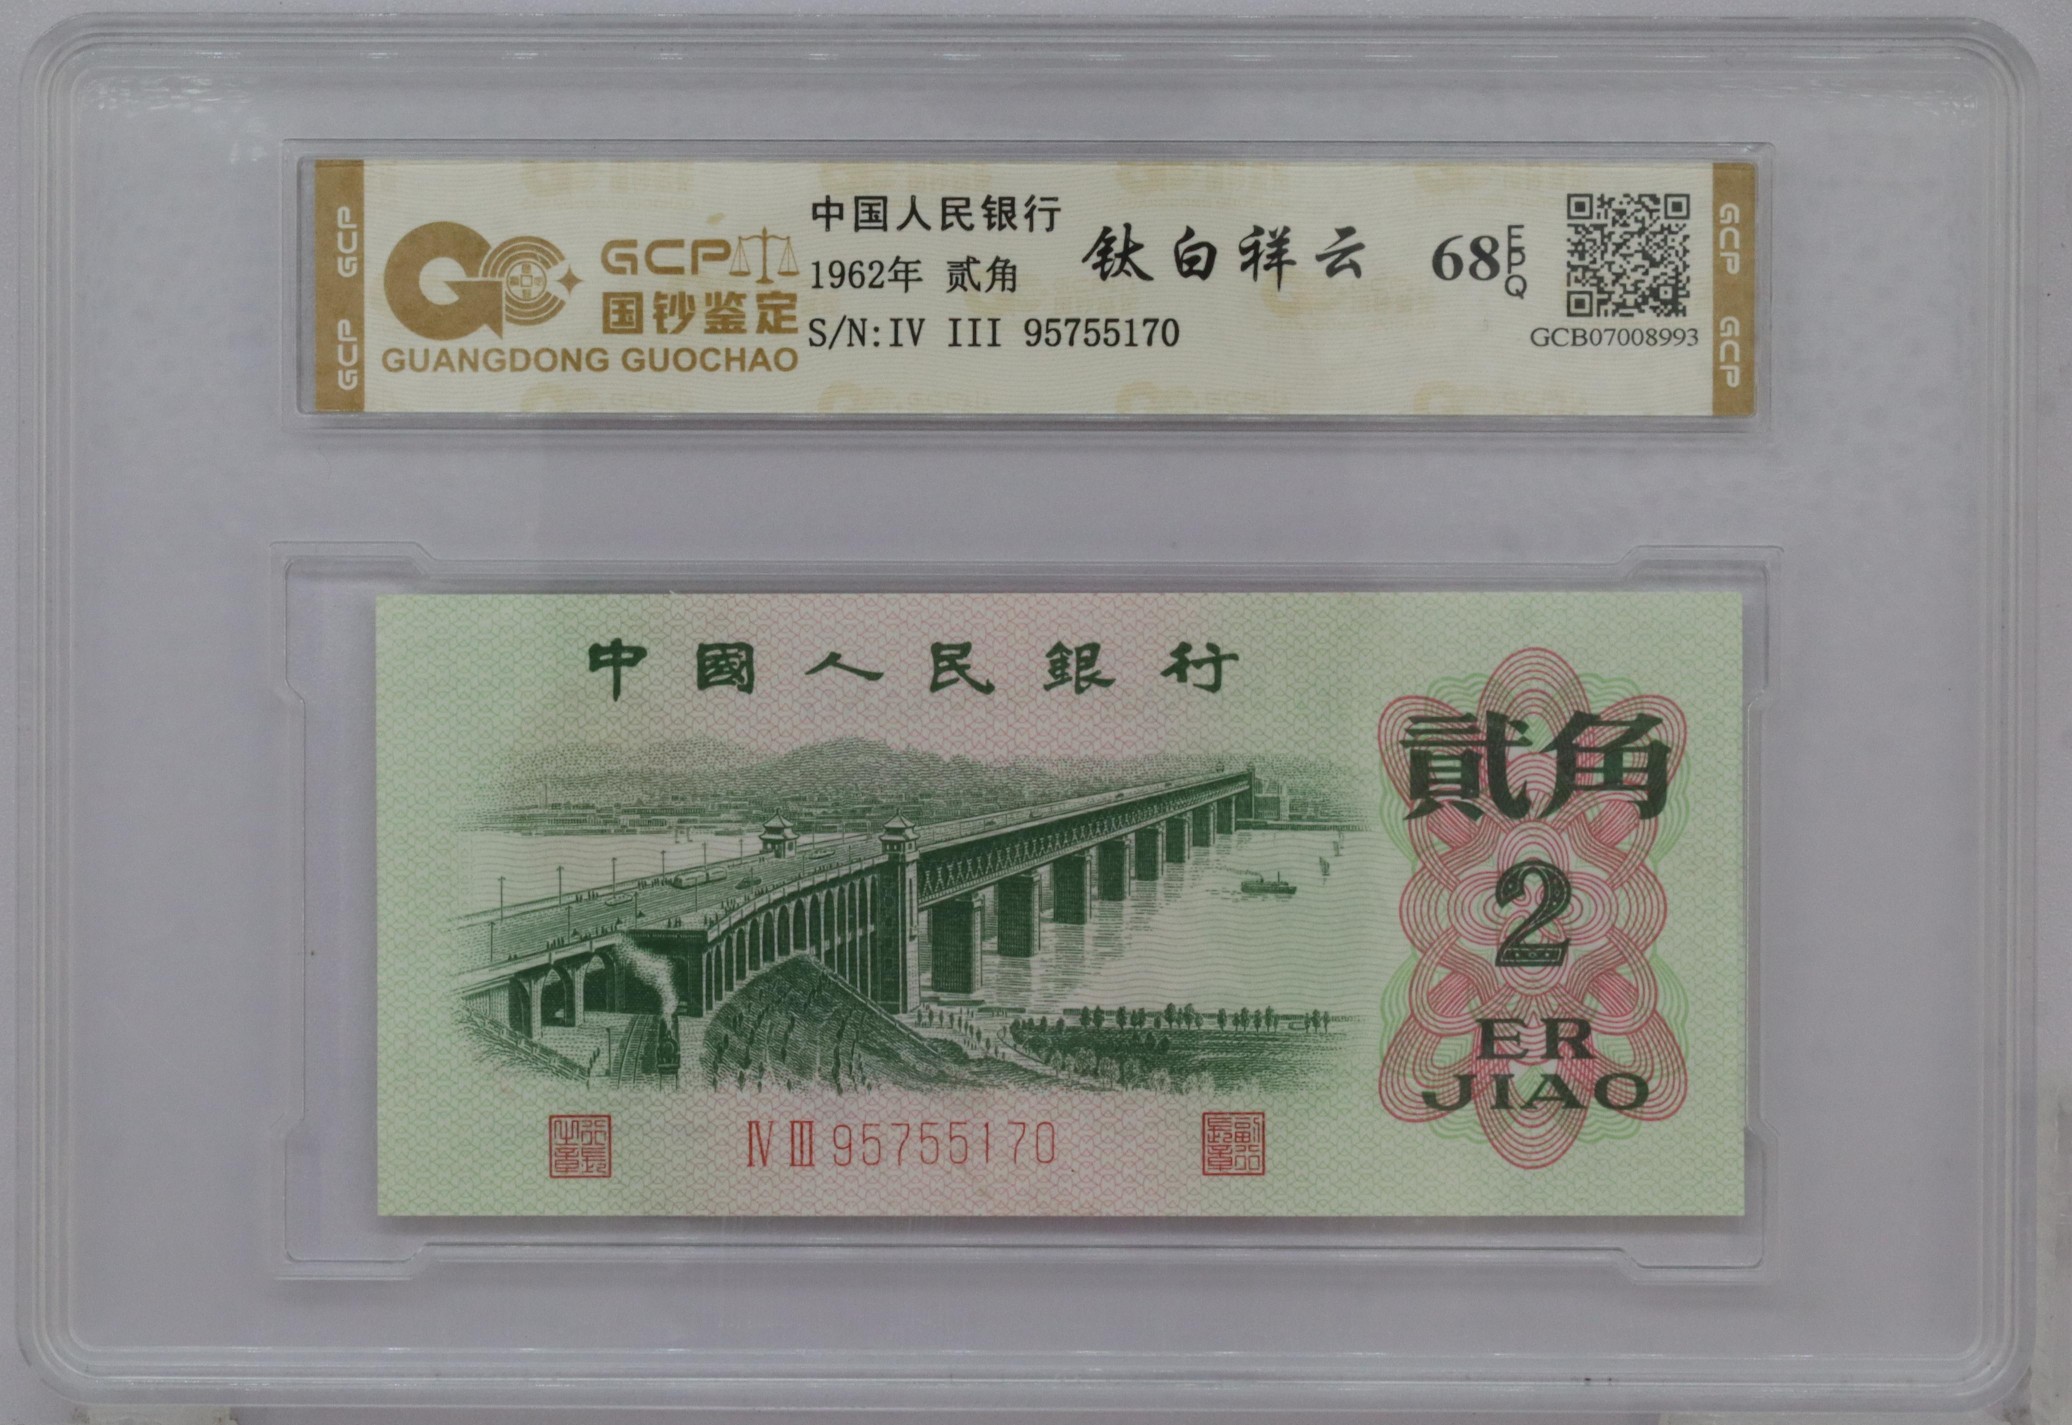 GCP
GCP
GCP
国钞鉴定
GUANGDONG GUOCHAO
中国人民银行
1962年 贰角
S/N:IV III 95755170
钛白祥云
68
EPQ
GCB07008993
GCP
GCP
中國人民銀行
貳角
2
ER
JIAO
IV III 95755170